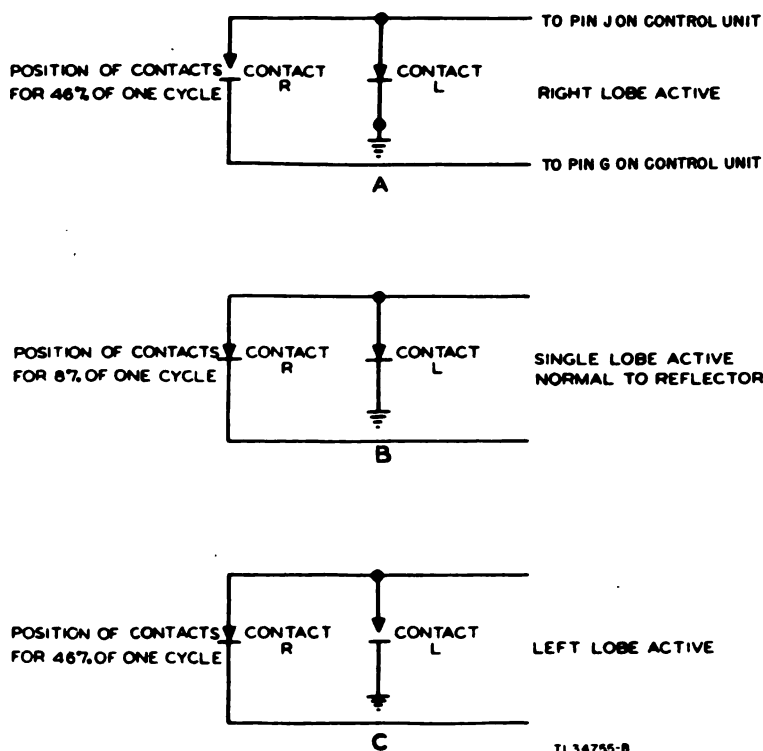 TO PIN J ON CONTROL UNIT
POSITION OF CONTACTS
FOR 46% OF ONE CYCLE
CONTACT
R
CONTACT
L
RIGHT LOBE ACTIVE
TO PIN G ON CONTROL UNIT
A
POSITION OF CONTACTS
FOR 8% OF ONE CYCLE
CONTACT
R
CONTACT
L
SINGLE LOBE ACTIVE
NORMAL TO REFLECTOR
B
POSITION OF CONTACTS
FOR 46% OF ONE CYCLE
CONTACT
R
CONTACT
L
LEFT LOBE ACTIVE
C
TL34755-B